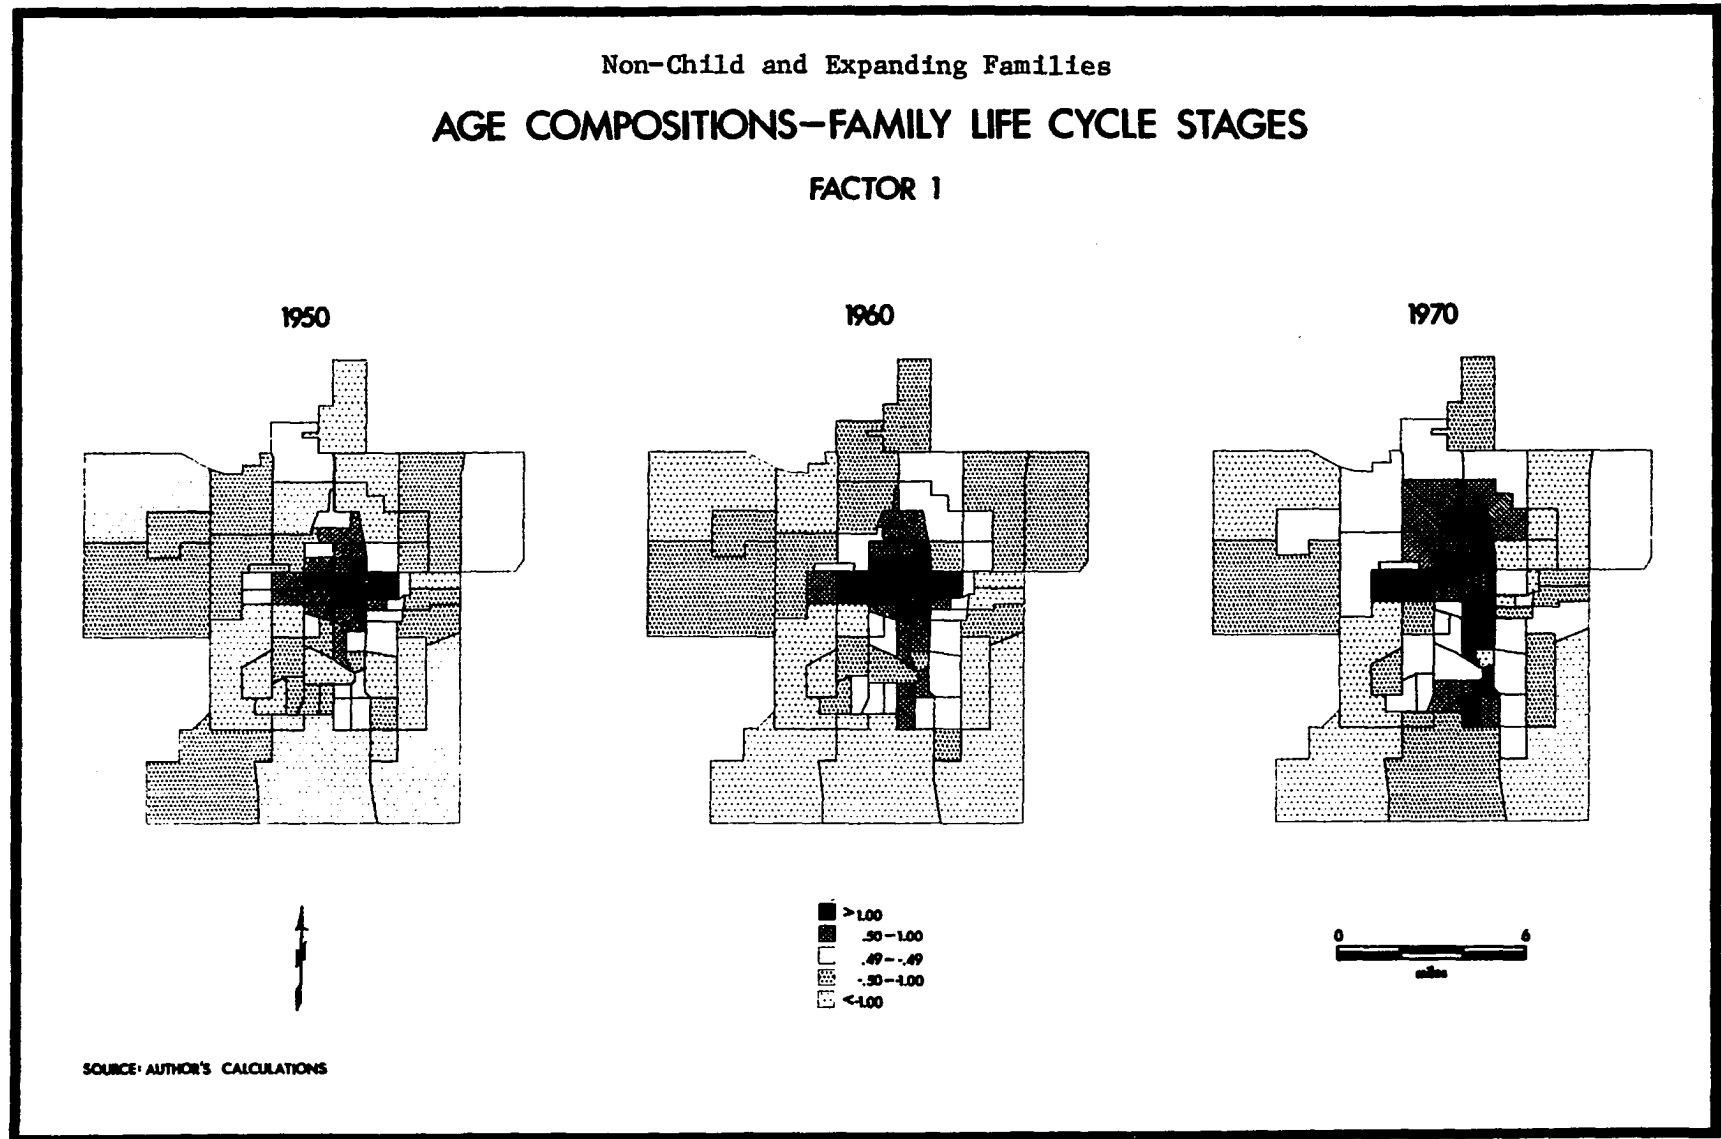 Non-Child and Expanding Families
AGE COMPOSITIONS—FAMILY LIFE CYCLE STAGES
FACTOR 1
1950
1960
1970
>1.00
.50—1.00
.49—-.49
-.50—-1.00
<-1.00
0 6
miles
N
SOURCE: AUTHOR'S CALCULATIONS